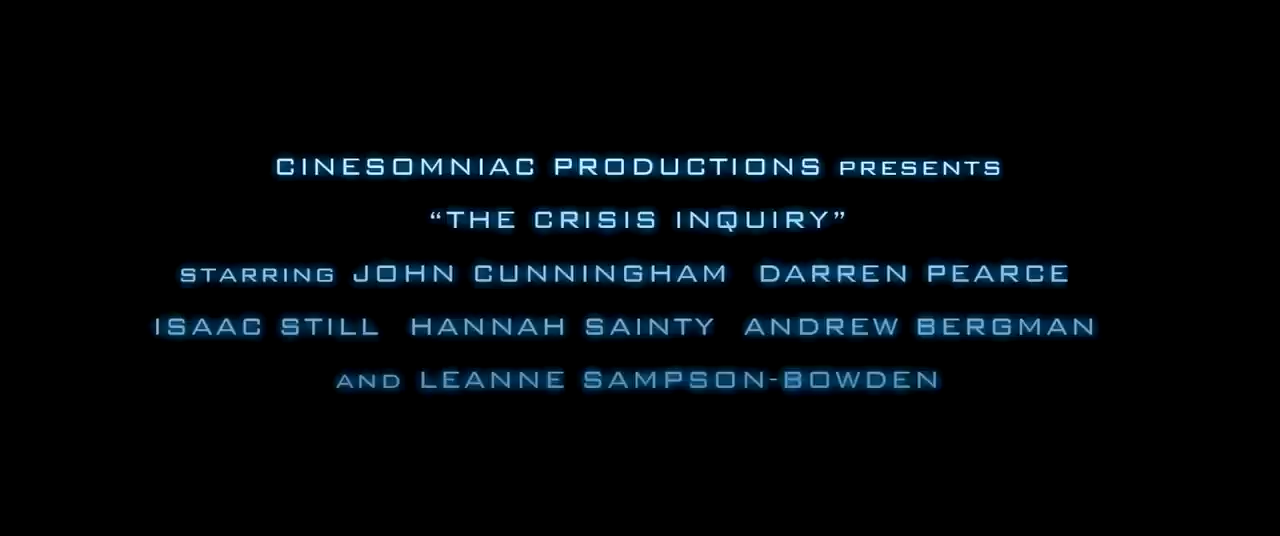 CINESOMNIAC PRODUCTIONS PRESENTS
“THE CRISIS INQUIRY”
STARRING JOHN CUNNINGHAM DARREN PEARCE
ISAAC STILL HANNAH SAINTY ANDREW BERGMAN
AND LEANNE SAMPSON-BOWDEN